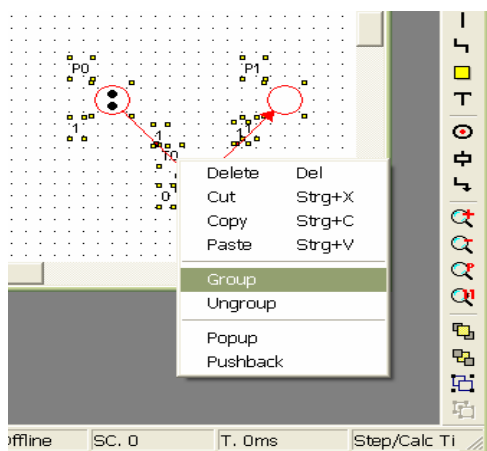 P0 P1
1 1 1
T0
0
Delete Del
Cut Strg+X
Copy Strg+C
Paste Strg+V
Group
Ungroup
Popup
Pushback
T
Offline SC. 0 T. 0ms Step/Calc Ti